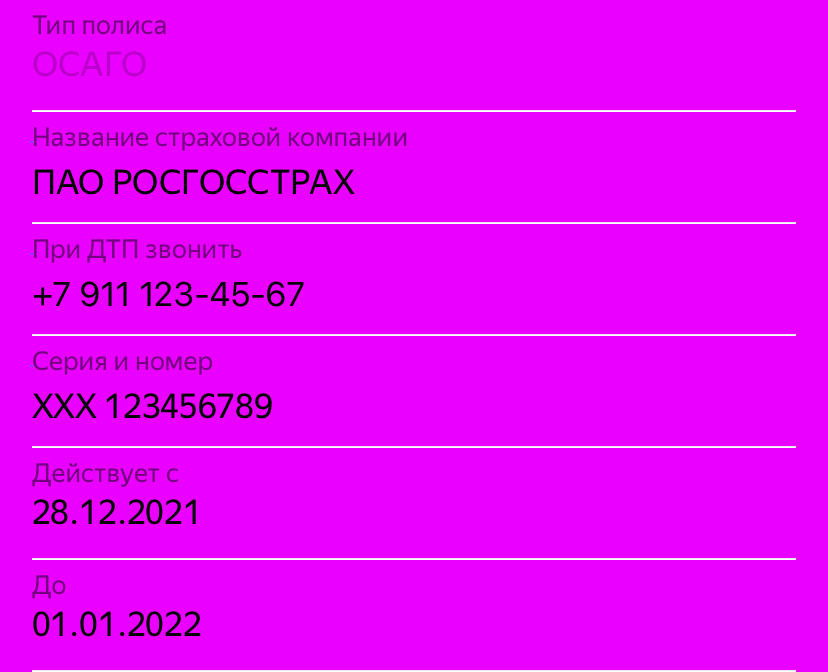 Тип полиса
ОСАГО
Название страховой компании
ПАО РОСГОССТРАХ
При ДТП звонить
+7 911 123-45-67
Серия и номер
ХХХ 123456789
Действует с
28.12.2021
До
01.01.2022